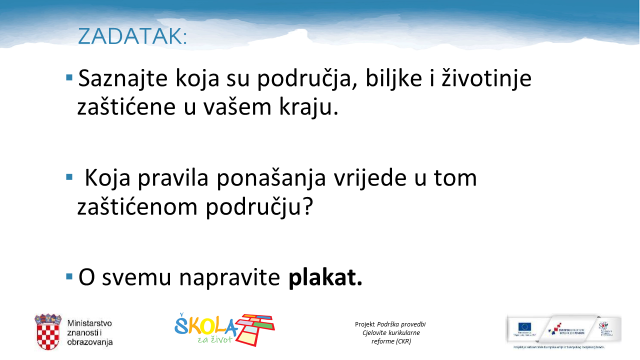 ZADATAK:
Saznajte koja su područja, biljke i životinje
zaštićene u vašem kraju.
Koja pravila ponašanja vrijede u tom
zaštićenom području?
O svemu napravite plakat.
Ministarstvo
znanosti i
obrazovanja
ŠKOLA
za život
Projekt Podrška provedbi
Cjelovite kurikularne
reforme (CKR)